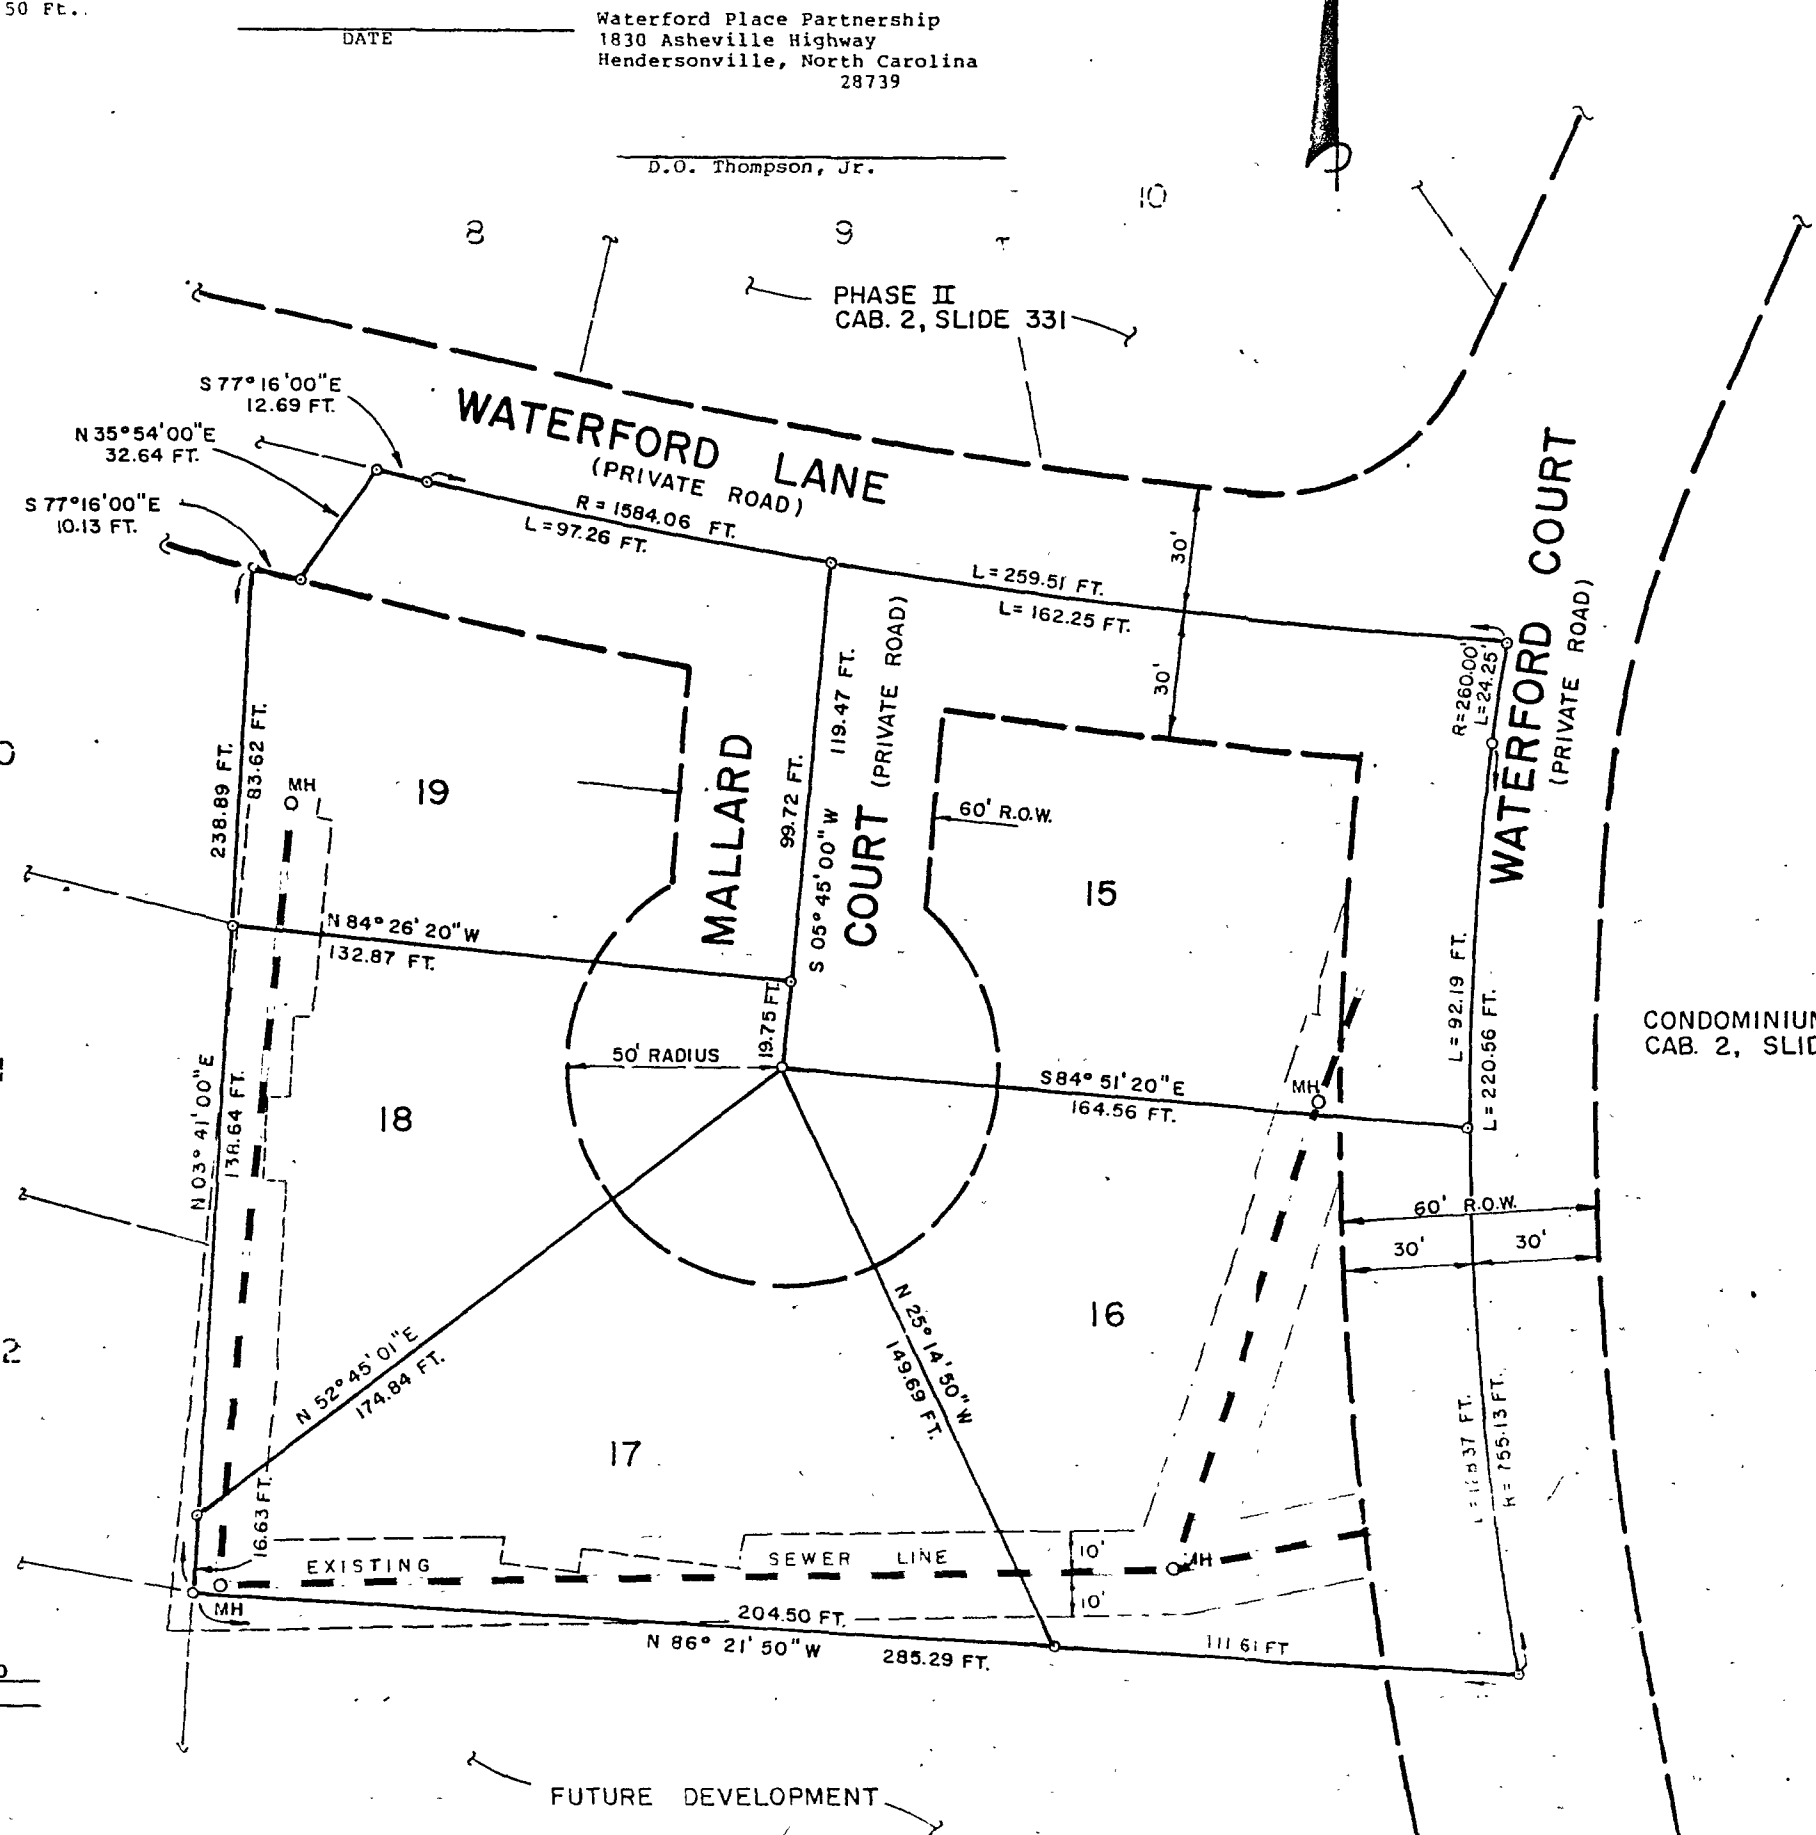 50 Ft.
DATE
Waterford Place Partnership
1830 Asheville Highway
Hendersonville, North Carolina
28739
D.O. Thompson, Jr.
8
9
10
PHASE II
CAB. 2, SLIDE 331
S 77° 16' 00" E
12.69 FT.
N 35° 54' 00" E
32.64 FT.
S 77° 16' 00" E
10.13 FT.
WATERFORD LANE
(PRIVATE ROAD)
R = 1584.06 FT.
L = 97.26 FT.
L = 259.51 FT.
L = 162.25 FT.
30'
30'
WATERFORD COURT
(PRIVATE ROAD)
R=260.00'
L=24.25'
238.89 FT.
83.62 FT.
MH
19
MALLARD
COURT (PRIVATE ROAD)
119.47 FT.
99.72 FT.
S 05° 45' 00" W
60' R.O.W.
15
N 84° 26' 20" W
132.87 FT.
19.75 FT.
50' RADIUS
S 84° 51' 20" E
164.56 FT.
MH
L = 92.19 FT.
L = 220.56 FT.
CAB. 2,
N 03° 41' 00" E
138.64 FT.
18
60' R.O.W.
30'
30'
16
2
N 52° 45' 01" E
174.84 FT.
N 25° 14' 50" W
149.69 FT.
17
R = 755.13 FT.
16.63 FT.
EXISTING SEWER LINE
10'
10'
MH
MH
204.50 FT.
N 86° 21' 50" W 285.29 FT.
111.61 FT
FUTURE DEVELOPMENT